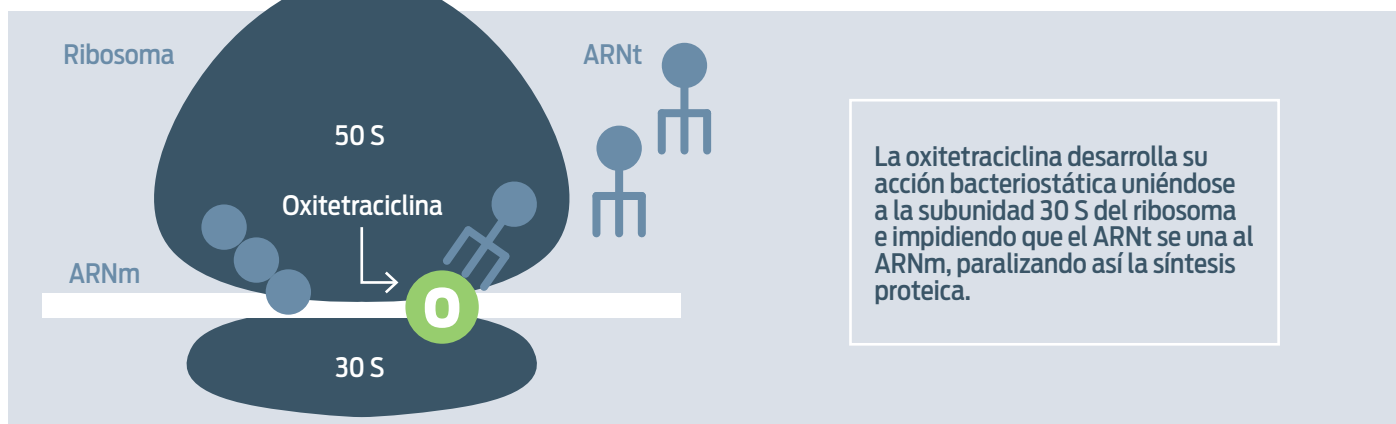 Ribosoma
ARNt
50 S
Oxitetraciclina
ARNm
O
30 S
La oxitetraciclina desarrolla su
acción bacteriostática uniéndose
a la subunidad 30 S del ribosoma
e impidiendo que el ARNt se una al
ARNm, paralizando así la síntesis
proteica.